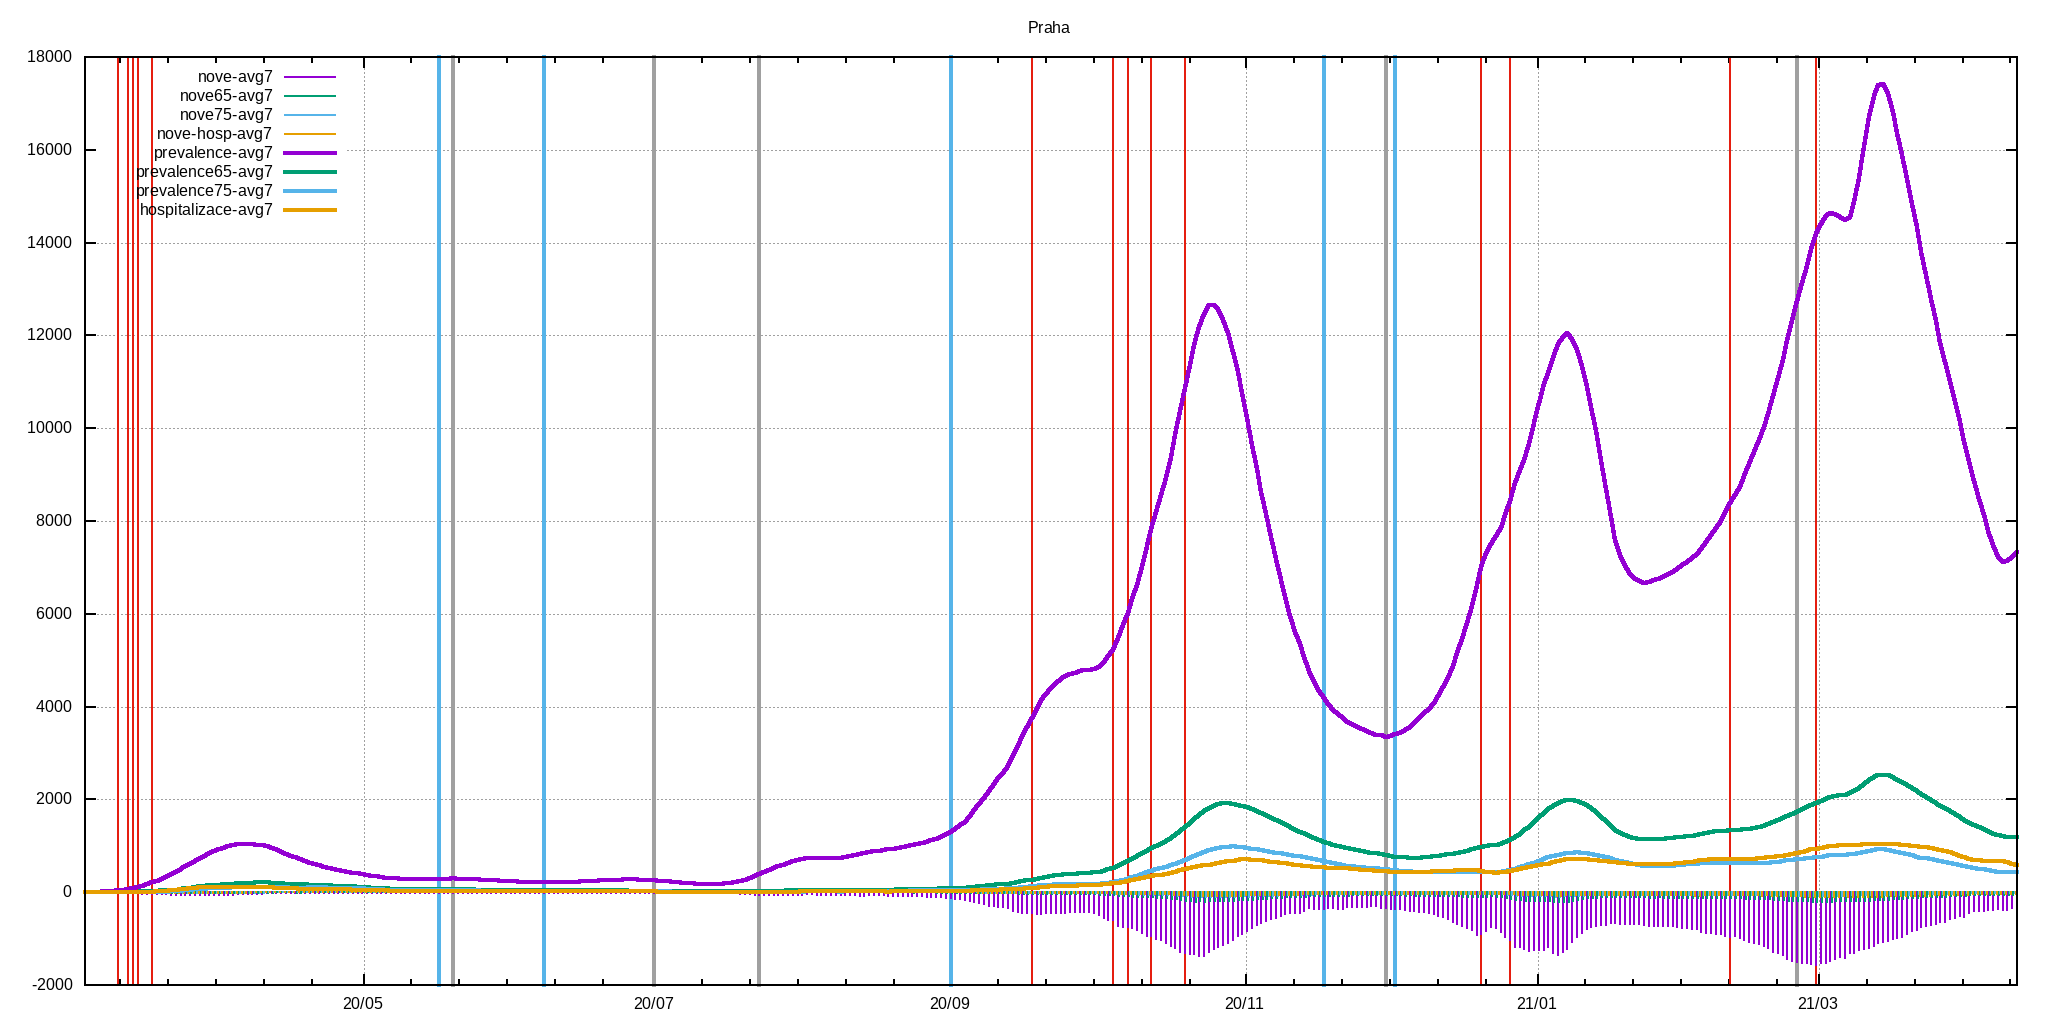 Praha
18000
16000
14000
12000
10000
8000
6000
4000
2000
0
-2000
nove-avg7
nove65-avg7
nove75-avg7
nove-hosp-avg7
prevalence-avg7
prevalence65-avg7
prevalence75-avg7
hospitalizace-avg7
20/05 20/07 20/09 20/11 21/01 21/03